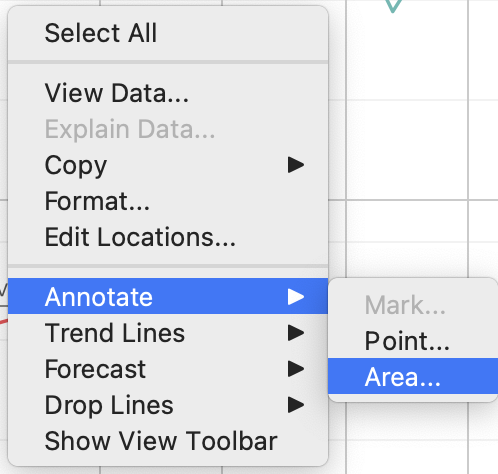 Select All
View Data...
Explain Data...
Copy
Format...
Edit Locations...
Annotate
Mark...
Trend Lines
Point...
Forecast
Area...
Drop Lines
Show View Toolbar